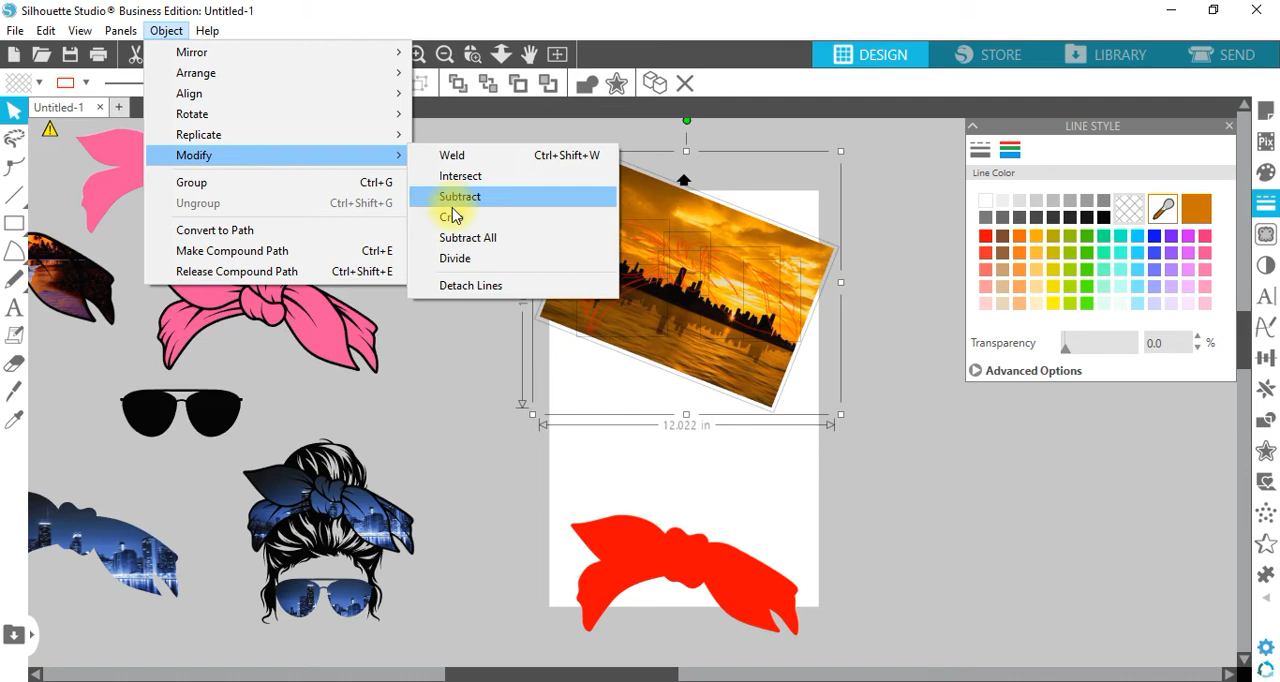 Silhouette Studio® Business Edition: Untitled-1
File Edit View Panels Object Help
DESIGN STORE LIBRARY SEND
Untitled-1
Mirror
Arrange
Align
Rotate
Replicate
Modify
Group Ctrl+G
Ungroup Ctrl+Shift+G
Convert to Path
Make Compound Path Ctrl+E
Release Compound Path Ctrl+Shift+E
Weld Ctrl+Shift+W
Intersect
Subtract
Subtract All
Divide
Detach Lines
12.022 in
LINE STYLE
Line Color
Transparency 0.0 %
Advanced Options